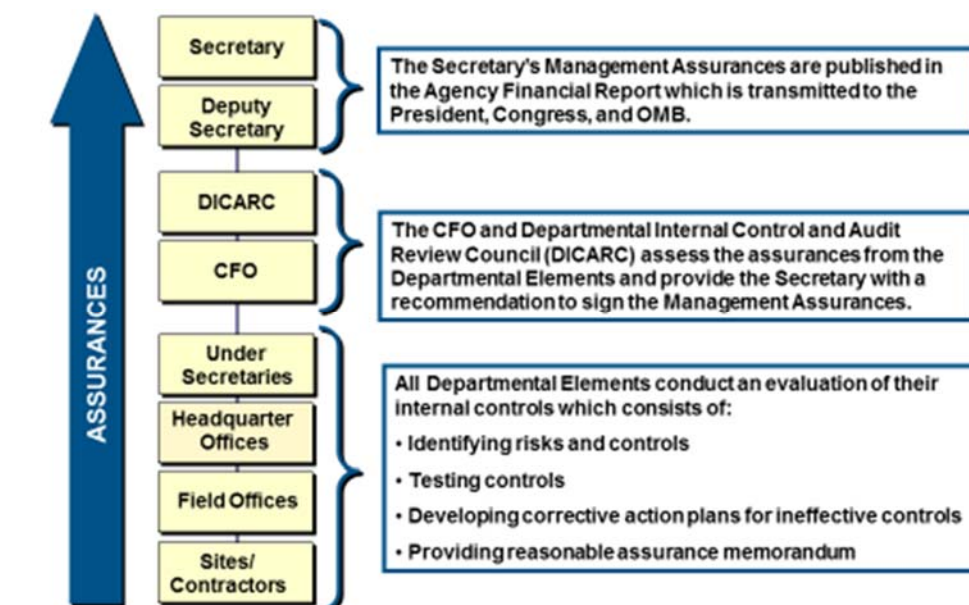 ASSURANCES
Secretary
Deputy
Secretary
The Secretary's Management Assurances are published in
the Agency Financial Report which is transmitted to the
President, Congress, and OMB.
DICARC
CFO
The CFO and Departmental Internal Control and Audit
Review Council (DICARC) assess the assurances from the
Departmental Elements and provide the Secretary with a
recommendation to sign the Management Assurances.
Under
Secretaries
Headquarter
Offices
Field Offices
Sites/
Contractors
All Departmental Elements conduct an evaluation of their
internal controls which consists of:
• Identifying risks and controls
• Testing controls
• Developing corrective action plans for ineffective controls
• Providing reasonable assurance memorandum